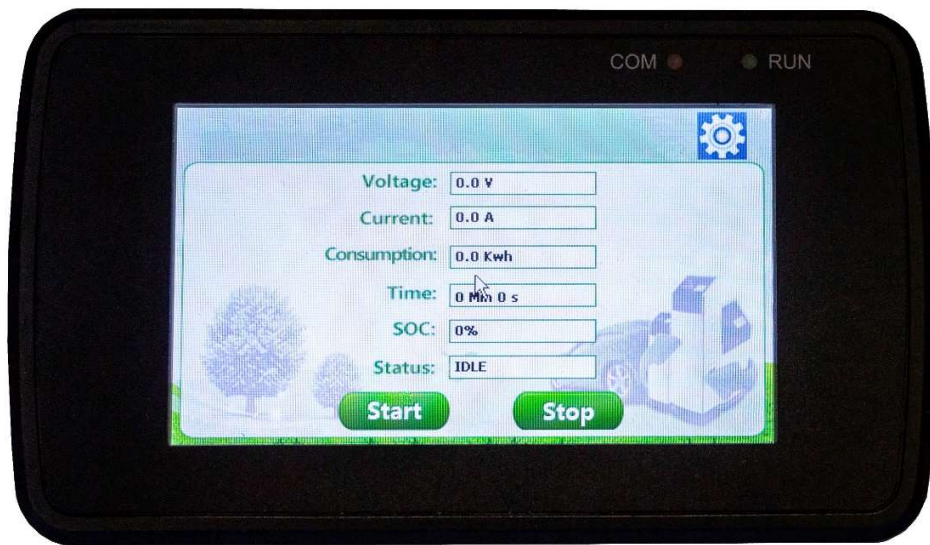 COM RUN
Voltage: 0.0 V
Current: 0.0 A
Consumption: 0.0 Kwh
Time: 0 Min 0 s
SOC: 0%
Status: IDLE
Start Stop